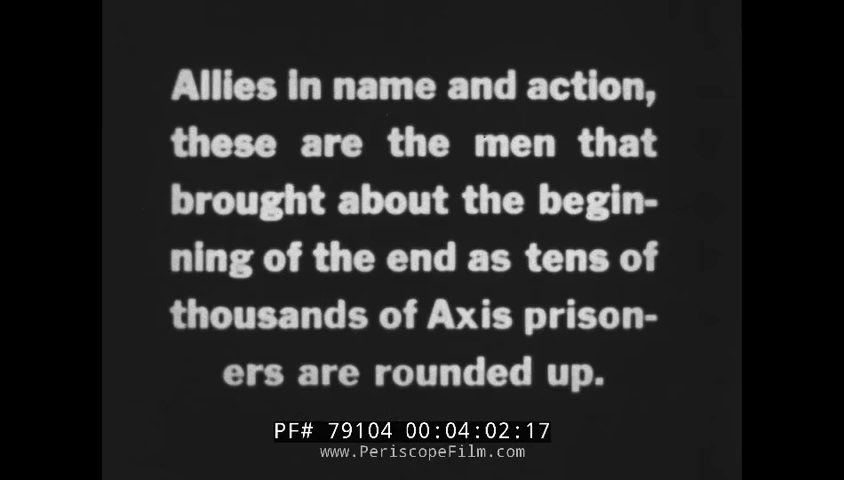 Allies in name and action,
these are the men that
brought about the begin-
ning of the end as tens of
thousands of Axis prison-
ers are rounded up.
PF# 79104 00:04:02:17
www.PeriscopeFilm.com